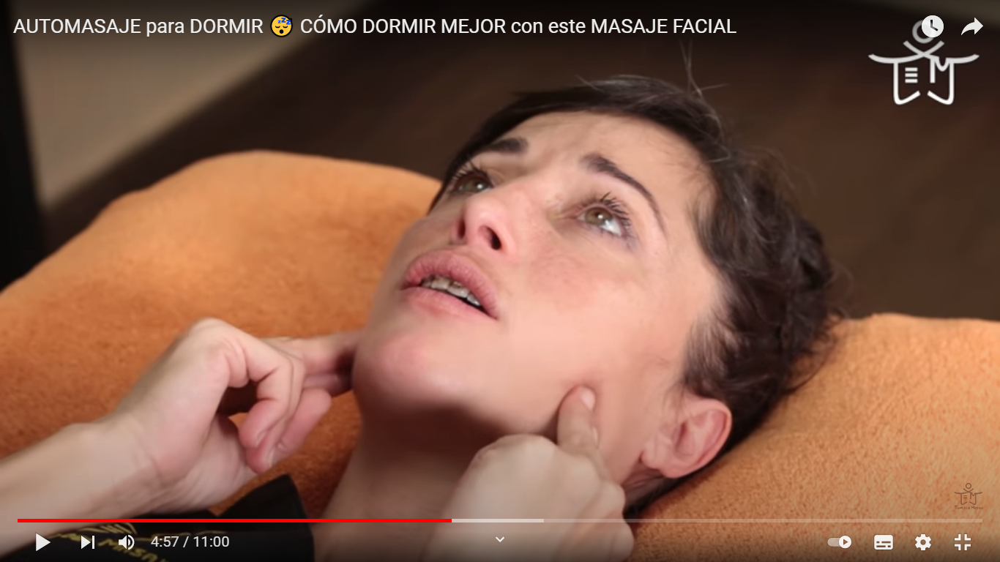 AUTOMASAJE para DORMIR 😴 CÓMO DORMIR MEJOR con este MASAJE FACIAL
4:57 / 11:00